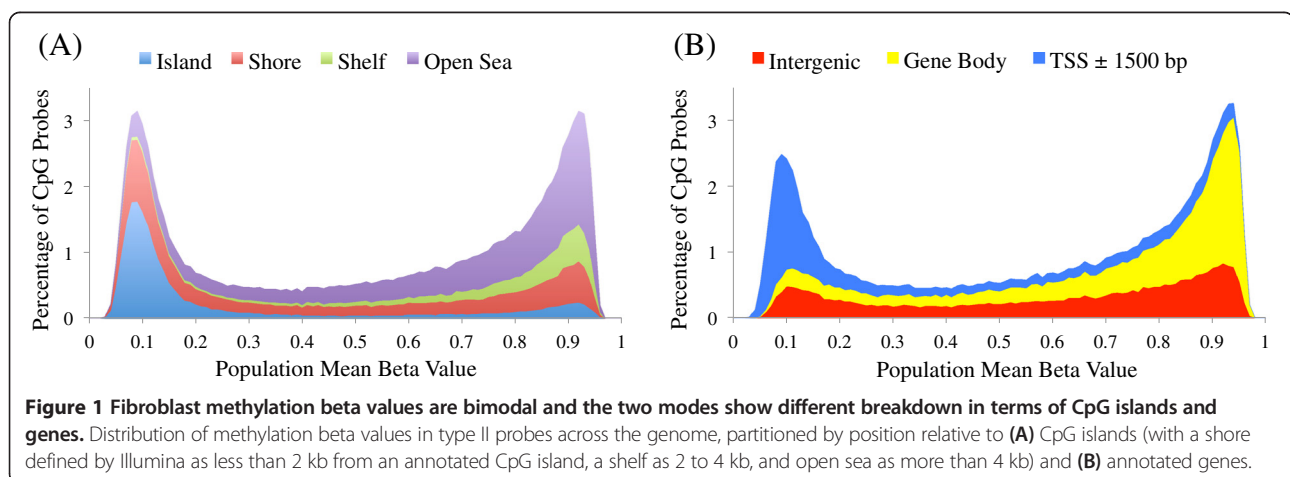 (A)
Island Shore Shelf Open Sea
Percentage of CpG Probes
3
2
1
0
0 0.1 0.2 0.3 0.4 0.5 0.6 0.7 0.8 0.9 1
Population Mean Beta Value
(B)
Intergenic Gene Body TSS ± 1500 bp
Percentage of CpG Probes
3
2
1
0
0 0.1 0.2 0.3 0.4 0.5 0.6 0.7 0.8 0.9 1
Population Mean Beta Value
Figure 1 Fibroblast methylation beta values are bimodal and the two modes show different breakdown in terms of CpG islands and
genes. Distribution of methylation beta values in type II probes across the genome, partitioned by position relative to (A) CpG islands (with a shore
defined by Illumina as less than 2 kb from an annotated CpG island, a shelf as 2 to 4 kb, and open sea as more than 4 kb) and (B) annotated genes.